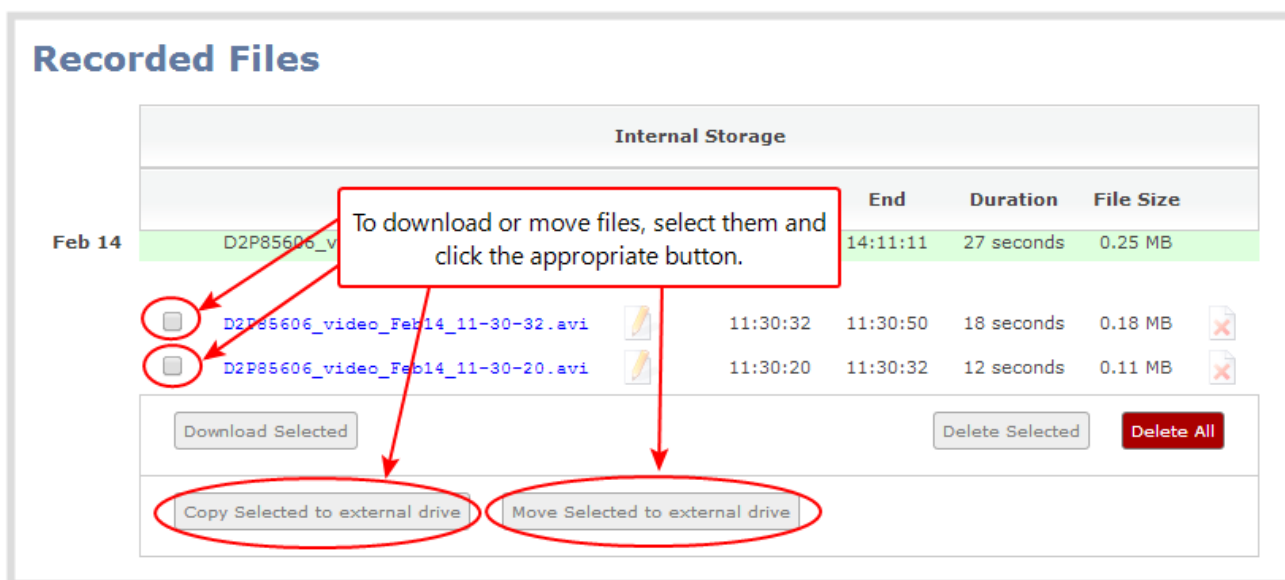 Recorded Files
Internal Storage
End Duration File Size
To download or move files, select them and
click the appropriate button.
Feb 14 D2P85606_v 14:11:11 27 seconds 0.25 MB
D2P85606_video_Feb14_11-30-32.avi 11:30:32 11:30:50 18 seconds 0.18 MB
D2P85606_video_Feb14_11-30-20.avi 11:30:20 11:30:32 12 seconds 0.11 MB
Download Selected Delete Selected Delete All
Copy Selected to external drive Move Selected to external drive